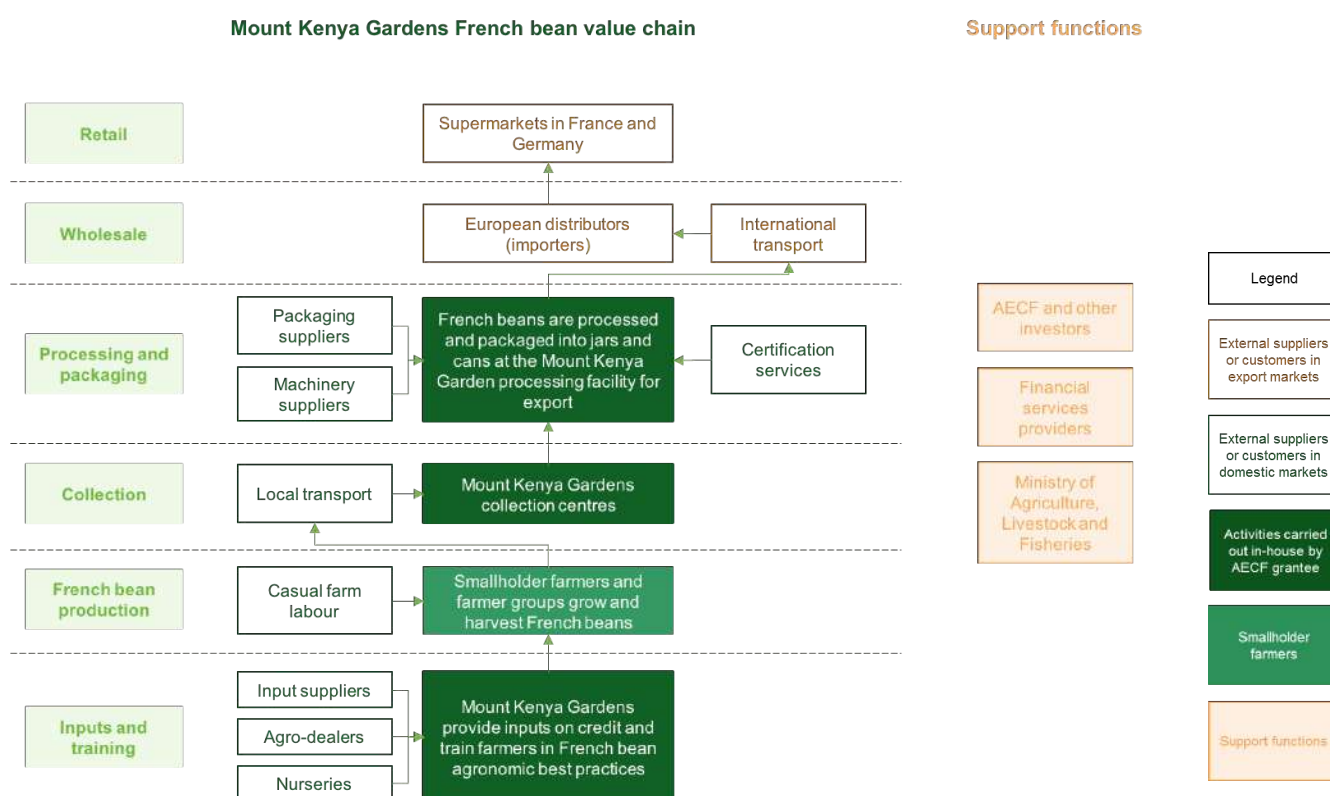 Mount Kenya Gardens French bean value chain
Support functions
Retail
Supermarkets in France and
Germany
Wholesale
European distributors
(importers)
International
transport
Processing and
packaging
Packaging
suppliers
Machinery
suppliers
French beans are processed
and packaged into jars and
cans at the Mount Kenya
Garden processing facility for
export
Certification
services
Collection
Local transport
Mount Kenya Gardens
collection centres
French bean
production
Casual farm
labour
Smallholder farmers and
farmer groups grow and
harvest French beans
Inputs and
training
Input suppliers
Agro-dealers
Nurseries
Mount Kenya Gardens
provide inputs on credit and
train farmers in French bean
agronomic best practices
AECF and other
investors
Financial
services
providers
Ministry of
Agriculture,
Livestock and
Fisheries
Legend
External suppliers
or customers in
export markets
External suppliers
or customers in
domestic markets
Activities carried
out in-house by
AECF grantee
Smallholder
farmers
Support functions